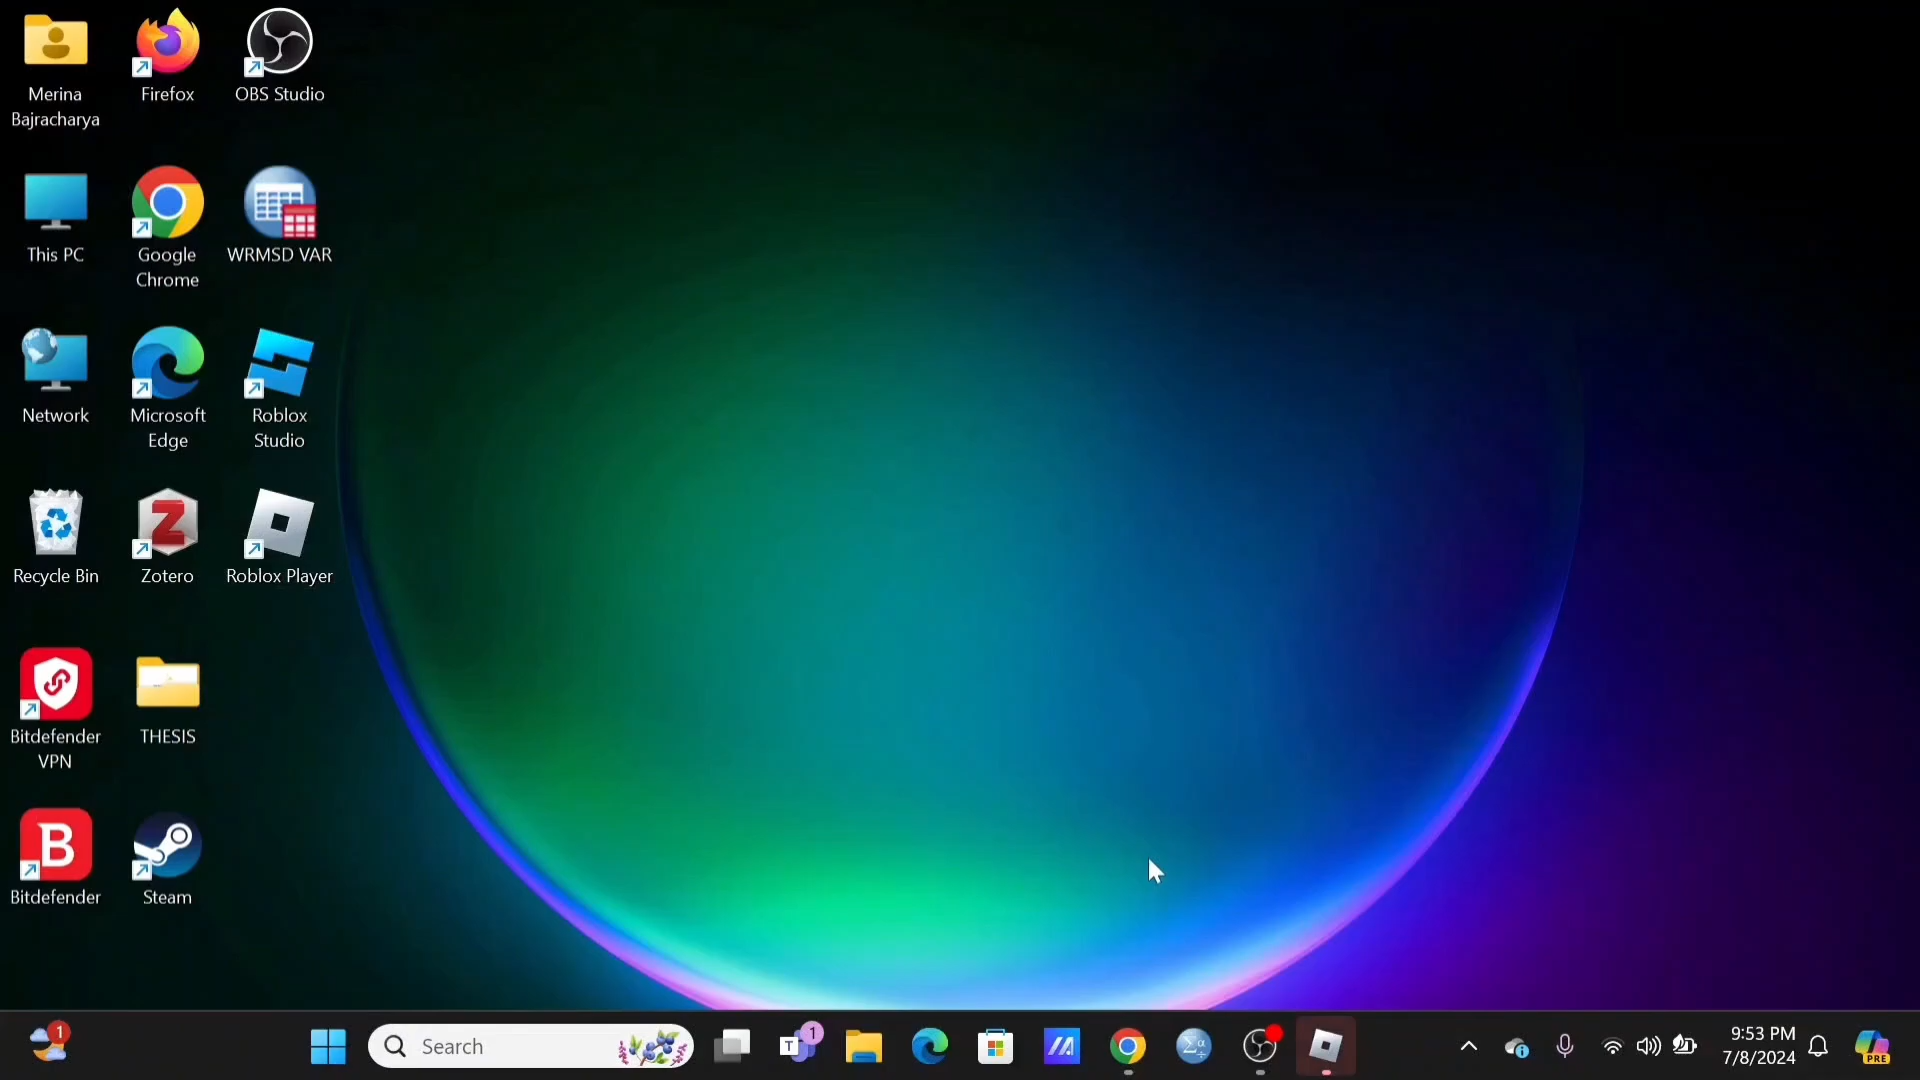 Merina
Bajracharya
Firefox
OBS Studio
This PC
Google
Chrome
WRMSD VAR
Network
Microsoft
Edge
Roblox
Studio
Recycle Bin
Zotero
Roblox Player
Bitdefender
VPN
THESIS
Bitdefender
Steam
1
Search
T
1
9:53 PM
7/8/2024
PRE